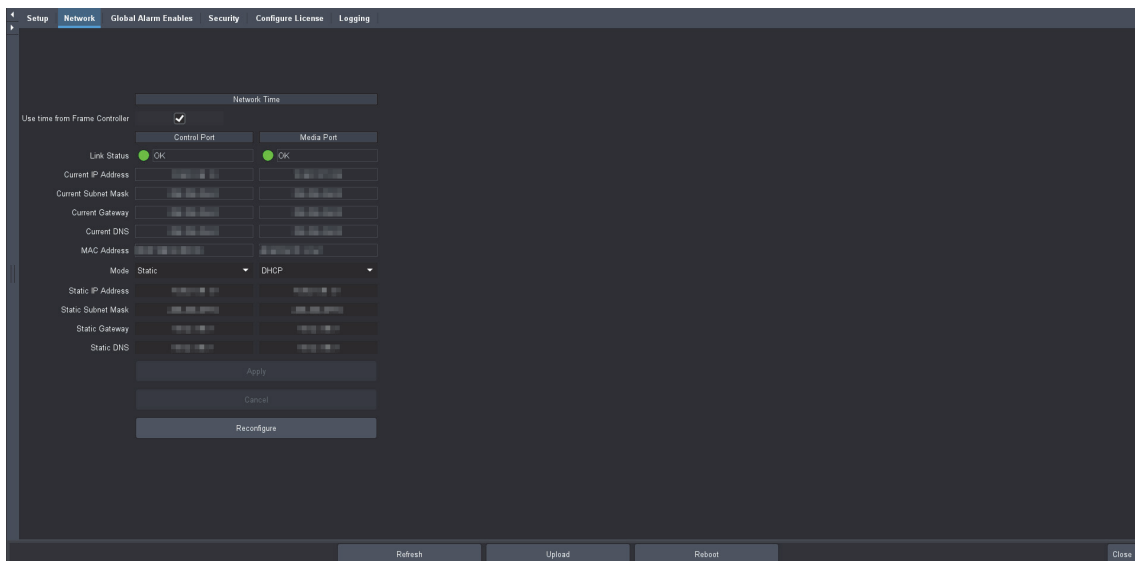 Setup Network Global Alarm Enables Security Configure License Logging
Network Time
Use time from Frame Controller
Control Port Media Port
Link Status OK OK
Current IP Address
Current Subnet Mask
Current Gateway
Current DNS
MAC Address
Mode Static DHCP
Static IP Address
Static Subnet Mask
Static Gateway
Static DNS
Apply
Cancel
Reconfigure
Refresh Upload Reboot Close